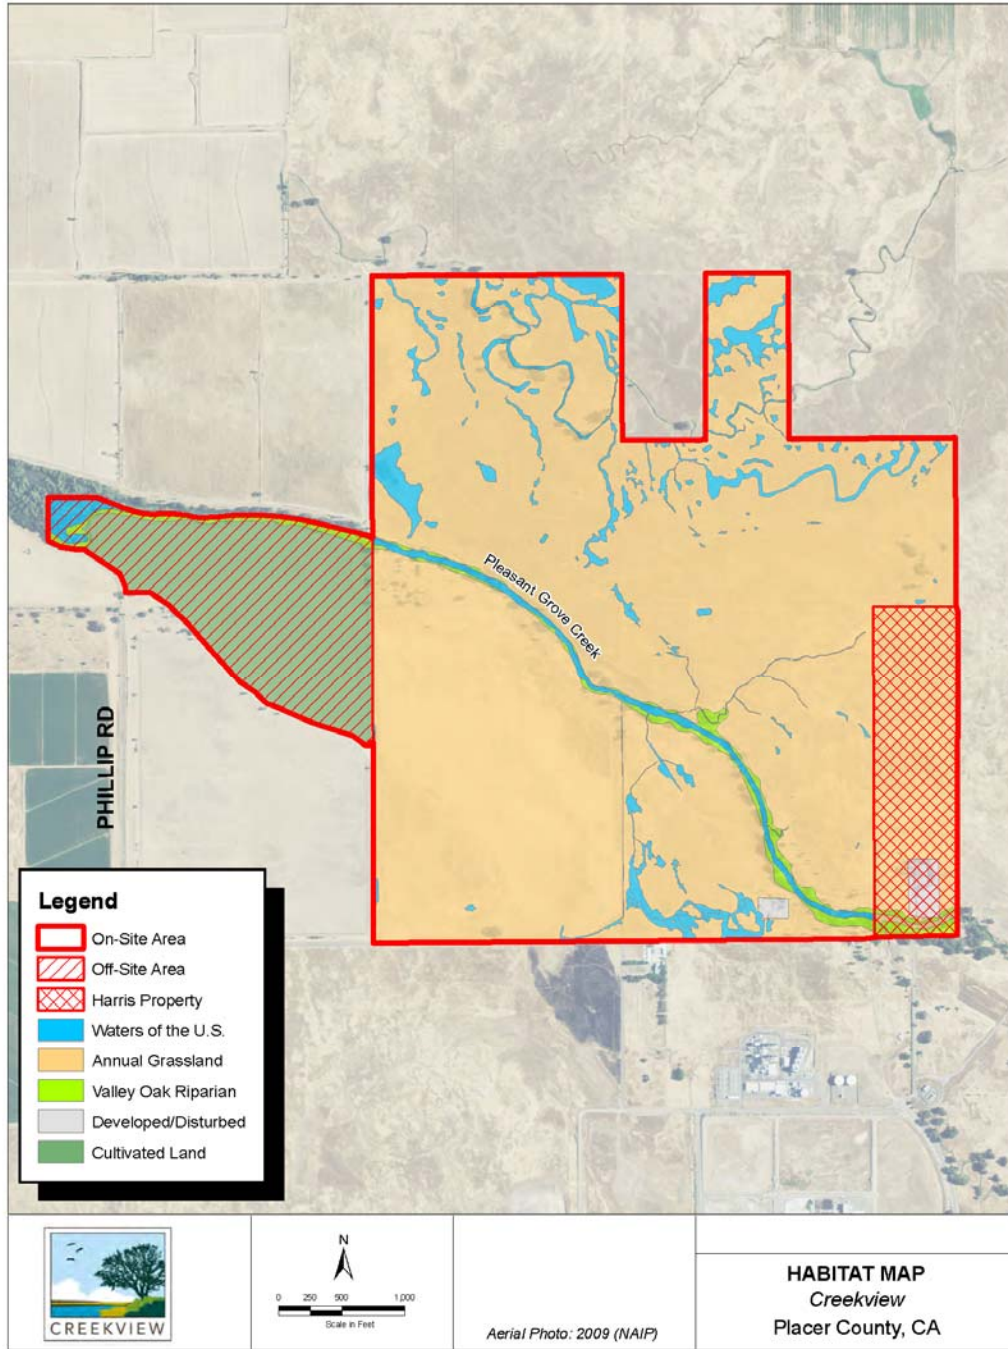 Pleasant Grove Creek
PHILLIP RD
Legend
On-Site Area
Off-Site Area
Harris Property
Waters of the U.S.
Annual Grassland
Valley Oak Riparian
Developed/Disturbed
Cultivated Land
CREEKVIEW
N
0 250 500 1,000
Scale in Feet
Aerial Photo: 2009 (NAIP)
HABITAT MAP
Creekview
Placer County, CA